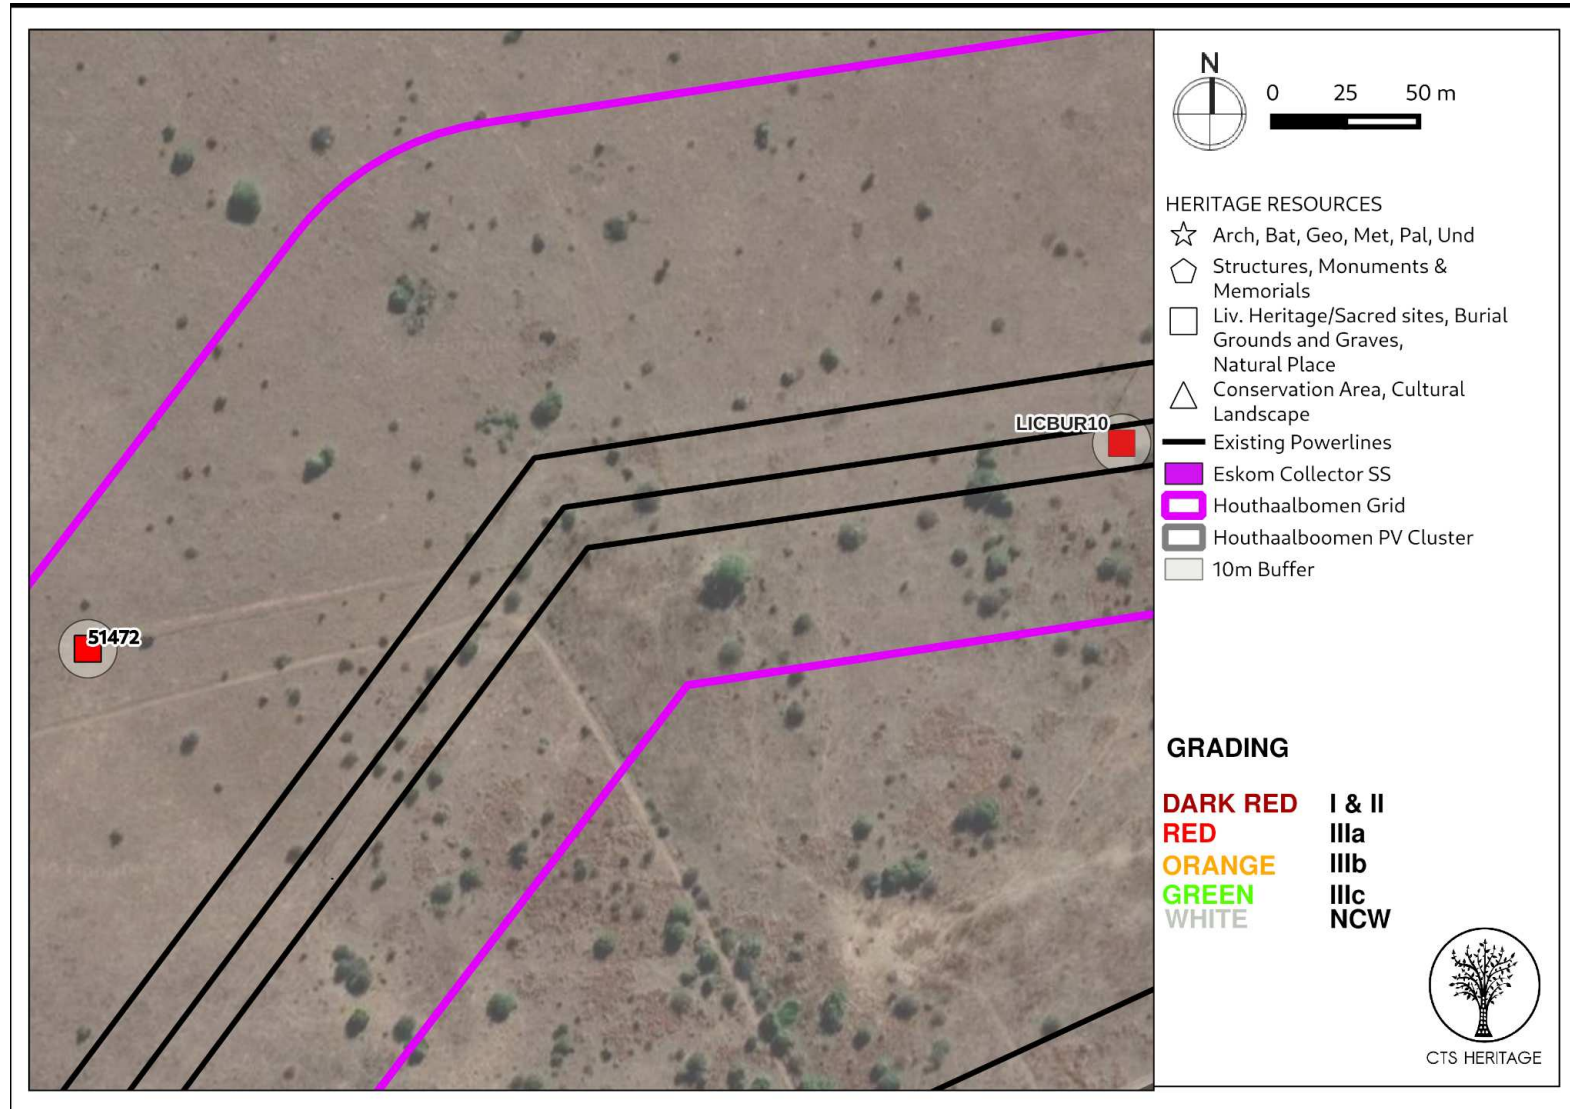 N
0 25 50 m
HERITAGE RESOURCES
Arch, Bat, Geo, Met, Pal, Und
Structures, Monuments &
Memorials
Liv. Heritage/Sacred sites, Burial
Grounds and Graves,
Natural Place
Conservation Area, Cultural
Landscape
Existing Powerlines
Eskom Collector SS
Houthaalbomen Grid
Houthaalboomen PV Cluster
10m Buffer
LICBUR10
51472
GRADING
DARK RED I & II
RED IIIa
ORANGE IIIb
GREEN IIIc
WHITE NCW
CTS HERITAGE